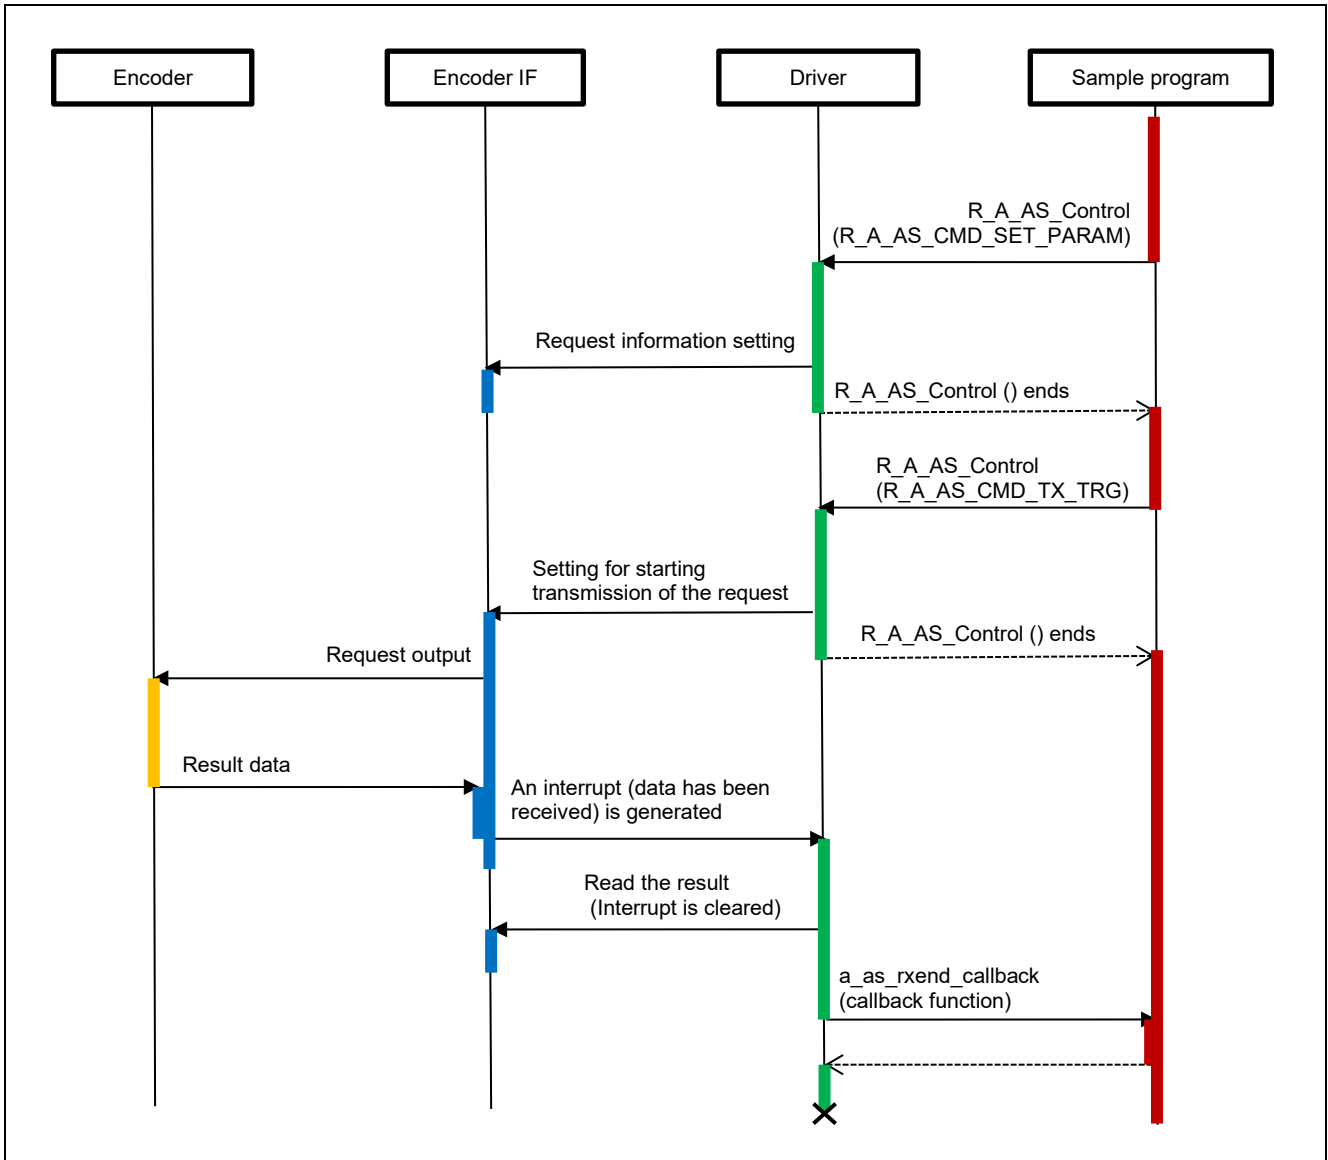 Encoder
Encoder IF
Driver
Sample program
R_A_AS_Control
(R_A_AS_CMD_SET_PARAM)
Request information setting
R_A_AS_Control () ends
R_A_AS_Control
(R_A_AS_CMD_TX_TRG)
Setting for starting
transmission of the request
R_A_AS_Control () ends
Request output
Result data
An interrupt (data has been
received) is generated
Read the result
(Interrupt is cleared)
a_as_rxend_callback
(callback function)